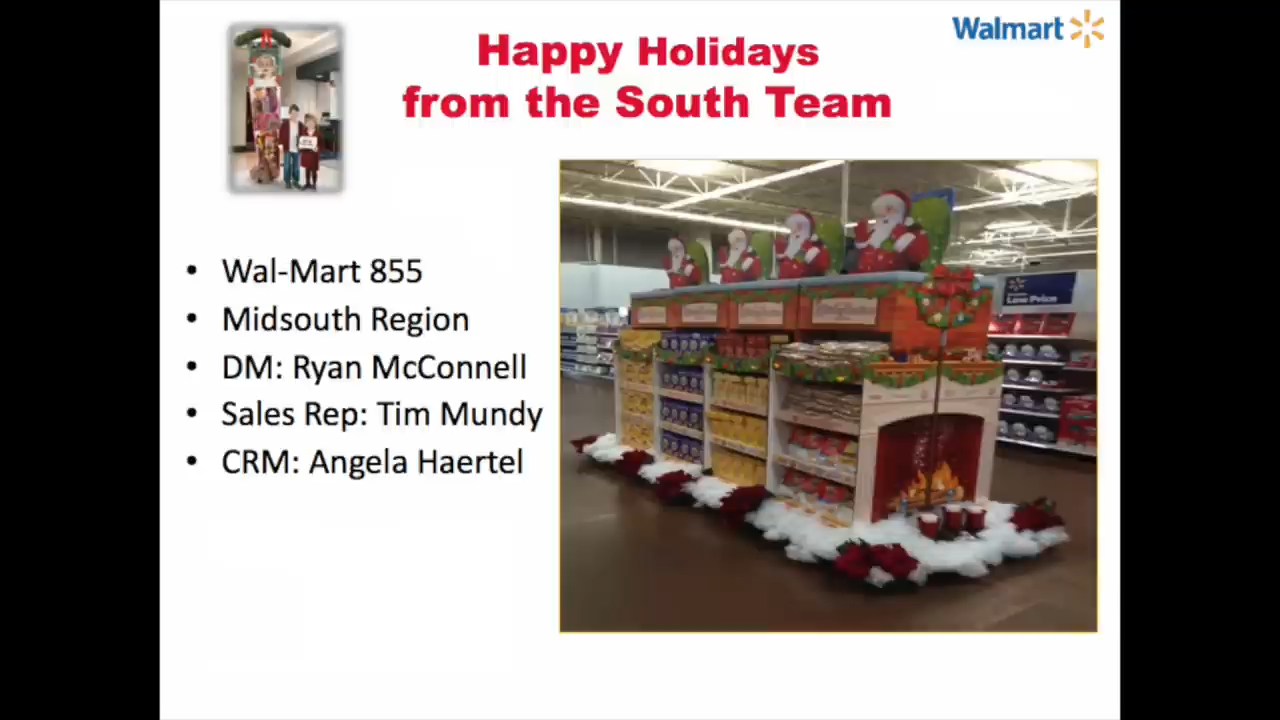 Walmart
Happy Holidays
from the South Team
• Wal-Mart 855
• Midsouth Region
• DM: Ryan McConnell
• Sales Rep: Tim Mundy
• CRM: Angela Haertel
Low Price